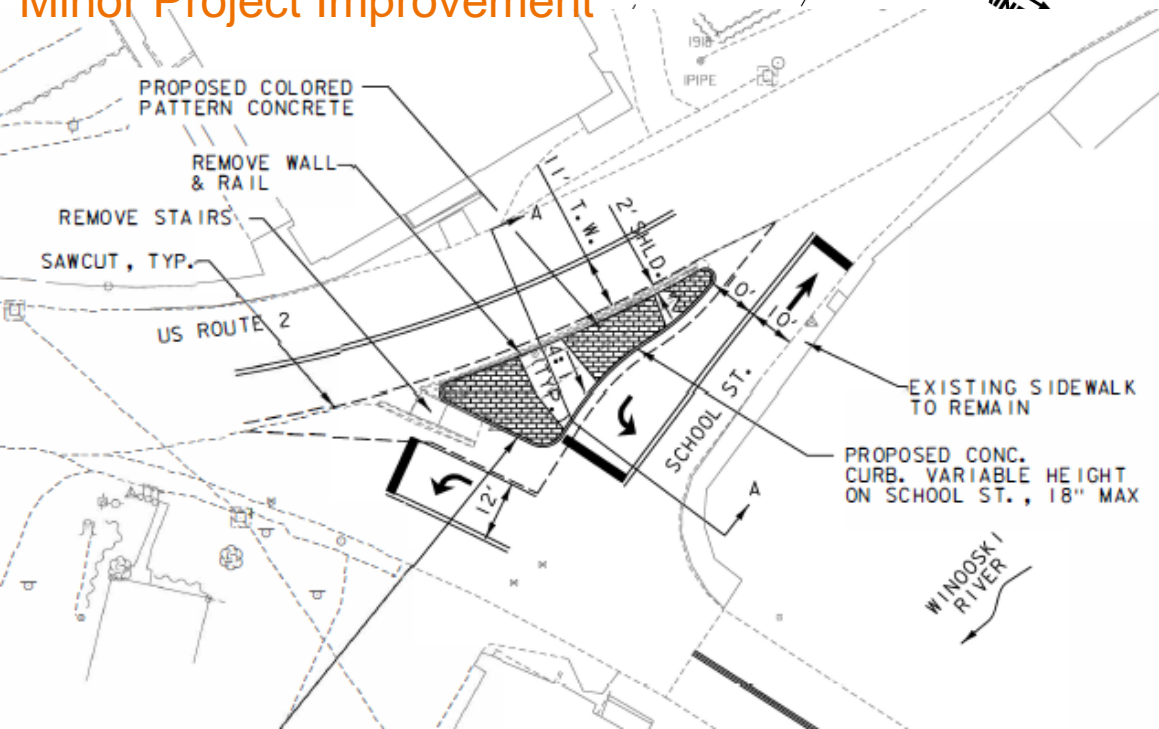 Minor Project Improvement
1918
IPIPE
PROPOSED COLORED
PATTERN CONCRETE
REMOVE WALL
& RAIL
REMOVE STAIRS
SAWCUT, TYP.
US ROUTE 2
11' T.W.
2' SHLD.
A
4:1
(TYP.
10'
10'
SCHOOL ST.
EXISTING SIDEWALK
TO REMAIN
PROPOSED CONC.
CURB. VARIABLE HEIGHT
ON SCHOOL ST., 18" MAX
A
12'
WINOOSKI
RIVER